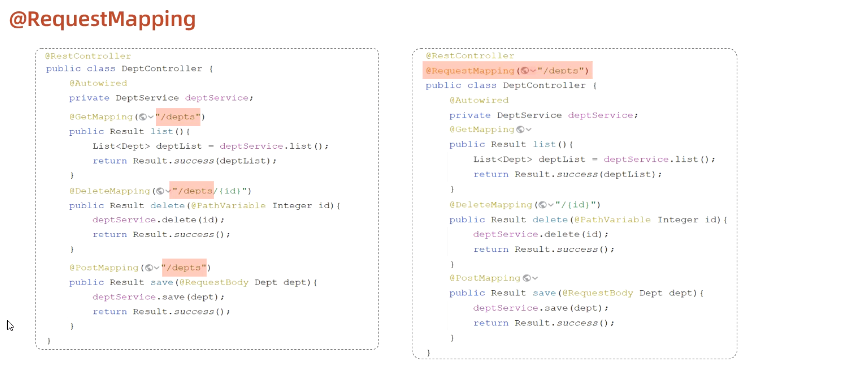 @RequestMapping
@RestController
public class DeptController {
@Autowired
private DeptService deptService;
@GetMapping("/depts")
public Result list(){
List<Dept> deptList = deptService.list();
return Result.success(deptList);
}
@DeleteMapping("/depts/{id}")
public Result delete(@PathVariable Integer id){
deptService.delete(id);
return Result.success();
}
@PostMapping("/depts")
public Result save(@RequestBody Dept dept){
deptService.save(dept);
return Result.success();
}
}
@RestController
@RequestMapping("/depts")
public class DeptController {
@Autowired
private DeptService deptService;
@GetMapping
public Result list(){
List<Dept> deptList = deptService.list();
return Result.success(deptList);
}
@DeleteMapping("/{id}")
public Result delete(@PathVariable Integer id){
deptService.delete(id);
return Result.success();
}
@PostMapping
public Result save(@RequestBody Dept dept){
deptService.save(dept);
return Result.success();
}
}